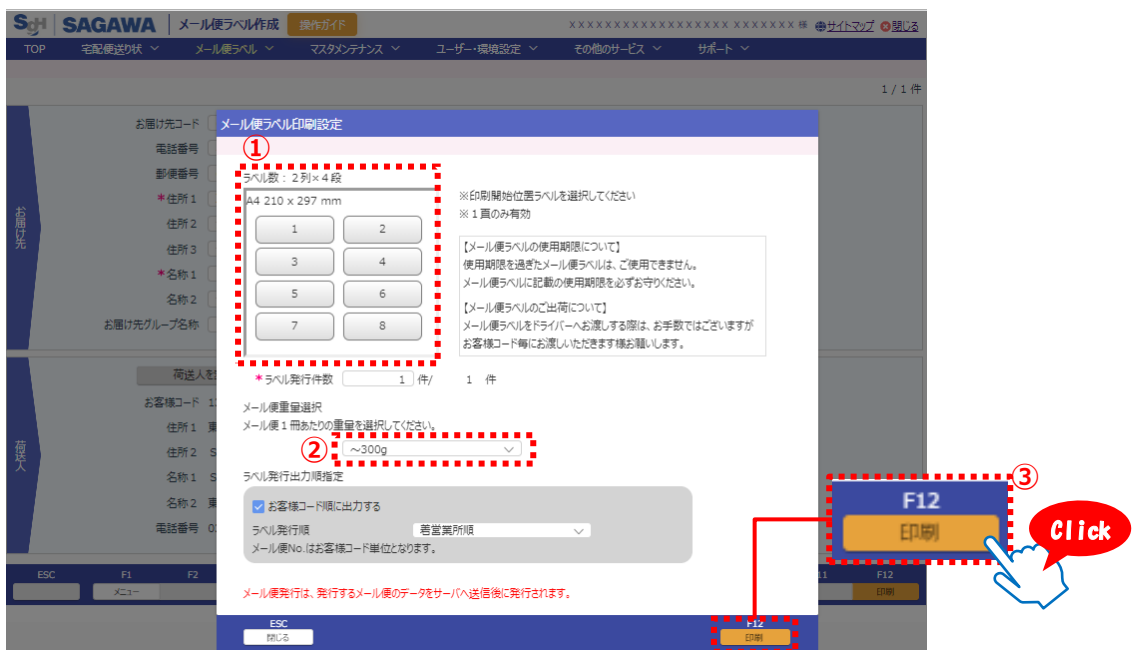 SGH SAGAWA メール便ラベル作成 操作ガイド XXXXXXXXXXXXXXXXXXX XXXXXXX 様 サイトマップ 閉じる
TOP 宅配便送り状 メール便ラベル マスタメンテナンス ユーザー・環境設定 その他のサービス サポート
1 / 1 件
お届け先
お届け先コード
電話番号
郵便番号
*住所1
住所2
住所3
*名称1
名称2
お届け先グループ名称
荷送人
荷送人を
お客様コード
住所1 東
住所2 S
名称1 S
名称2 東
電話番号 0
メール便ラベル印刷設定
①
ラベル数: 2列×4段
A4 210 x 297 mm
1 2
3 4
5 6
7 8
※印刷開始位置ラベルを選択してください
※1頁のみ有効
【メール便ラベルの使用期限について】
使用期限を過ぎたメール便ラベルは、ご使用できません。
メール便ラベルに記載の使用期限を必ずお守りください。
【メール便ラベルのご出荷について】
メール便ラベルをドライバーへお渡しする際は、お手数ではございますが
お客様コード毎にお渡しいただきます様お願いします。
*ラベル発行件数 1 件/ 1 件
メール便重量選択
メール便1冊あたりの重量を選択してください。
② ~300g
ラベル発行出力順指定
お客様コード順に出力する
ラベル発行順 着営業所順
メール便No.はお客様コード単位となります。
メール便発行は、発行するメール便のデータをサーバへ送信後に発行されます。
ESC F12
閉じる 印刷
ESC F1 F2 11 F12
メニュー 印刷
③
F12
印刷
Click